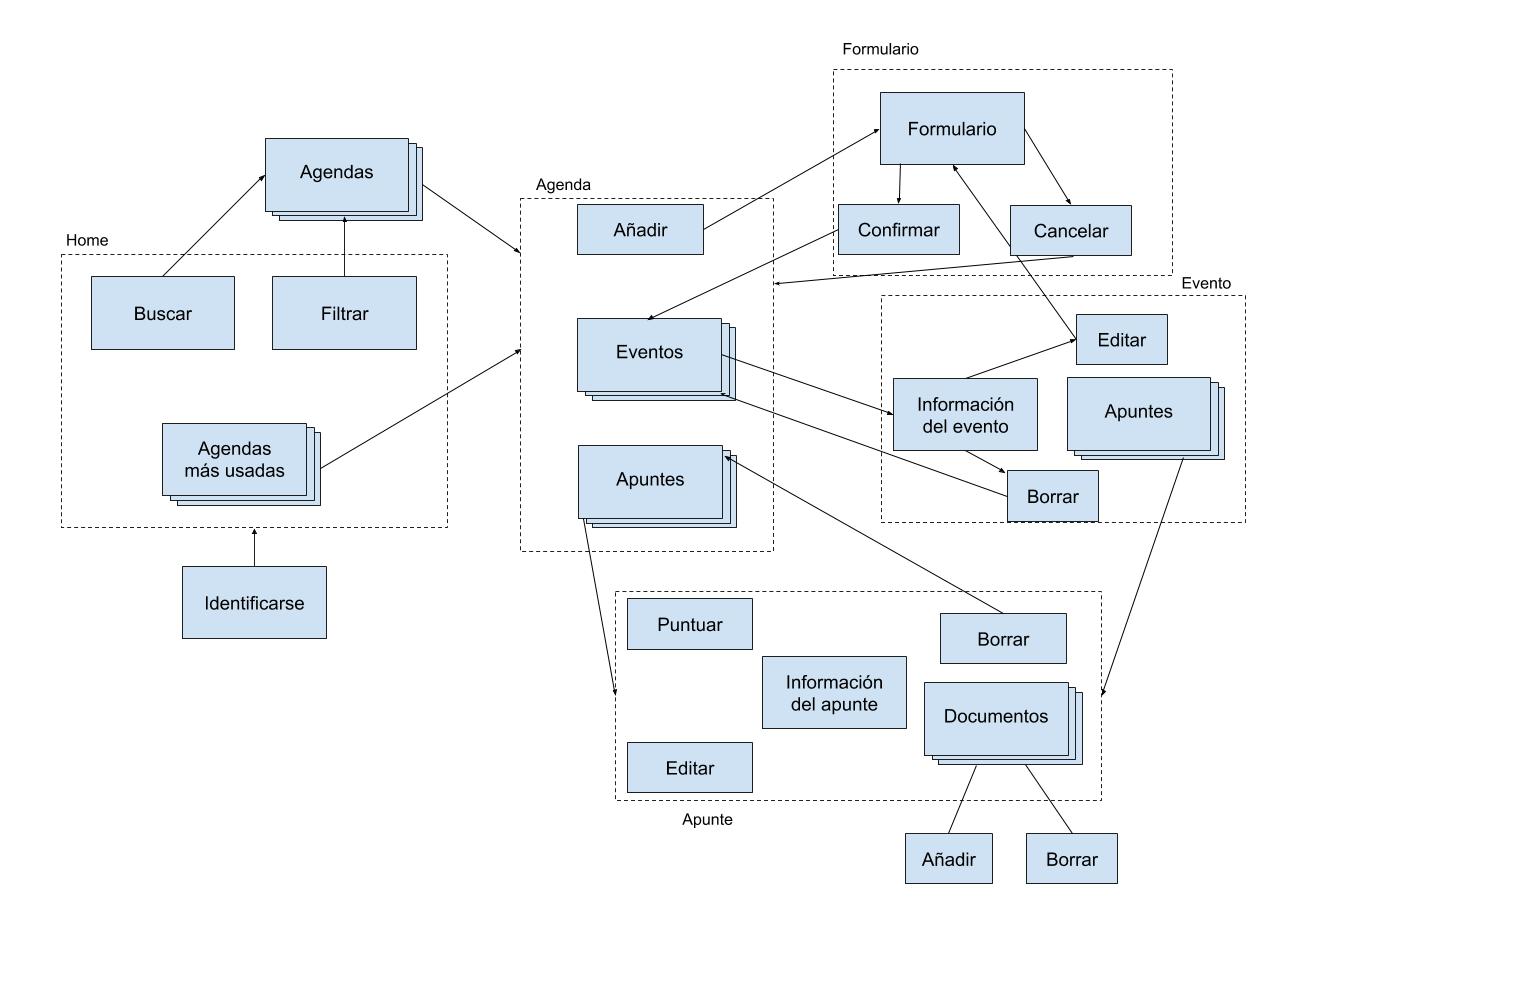 Formulario
Formulario
Confirmar
Cancelar
Agendas
Home
Buscar
Filtrar
Agendas
más usadas
Identificarse
Agenda
Añadir
Eventos
Apuntes
Evento
Editar
Información
del evento
Apuntes
Borrar
Puntuar
Borrar
Información
del apunte
Documentos
Editar
Apunte
Añadir
Borrar